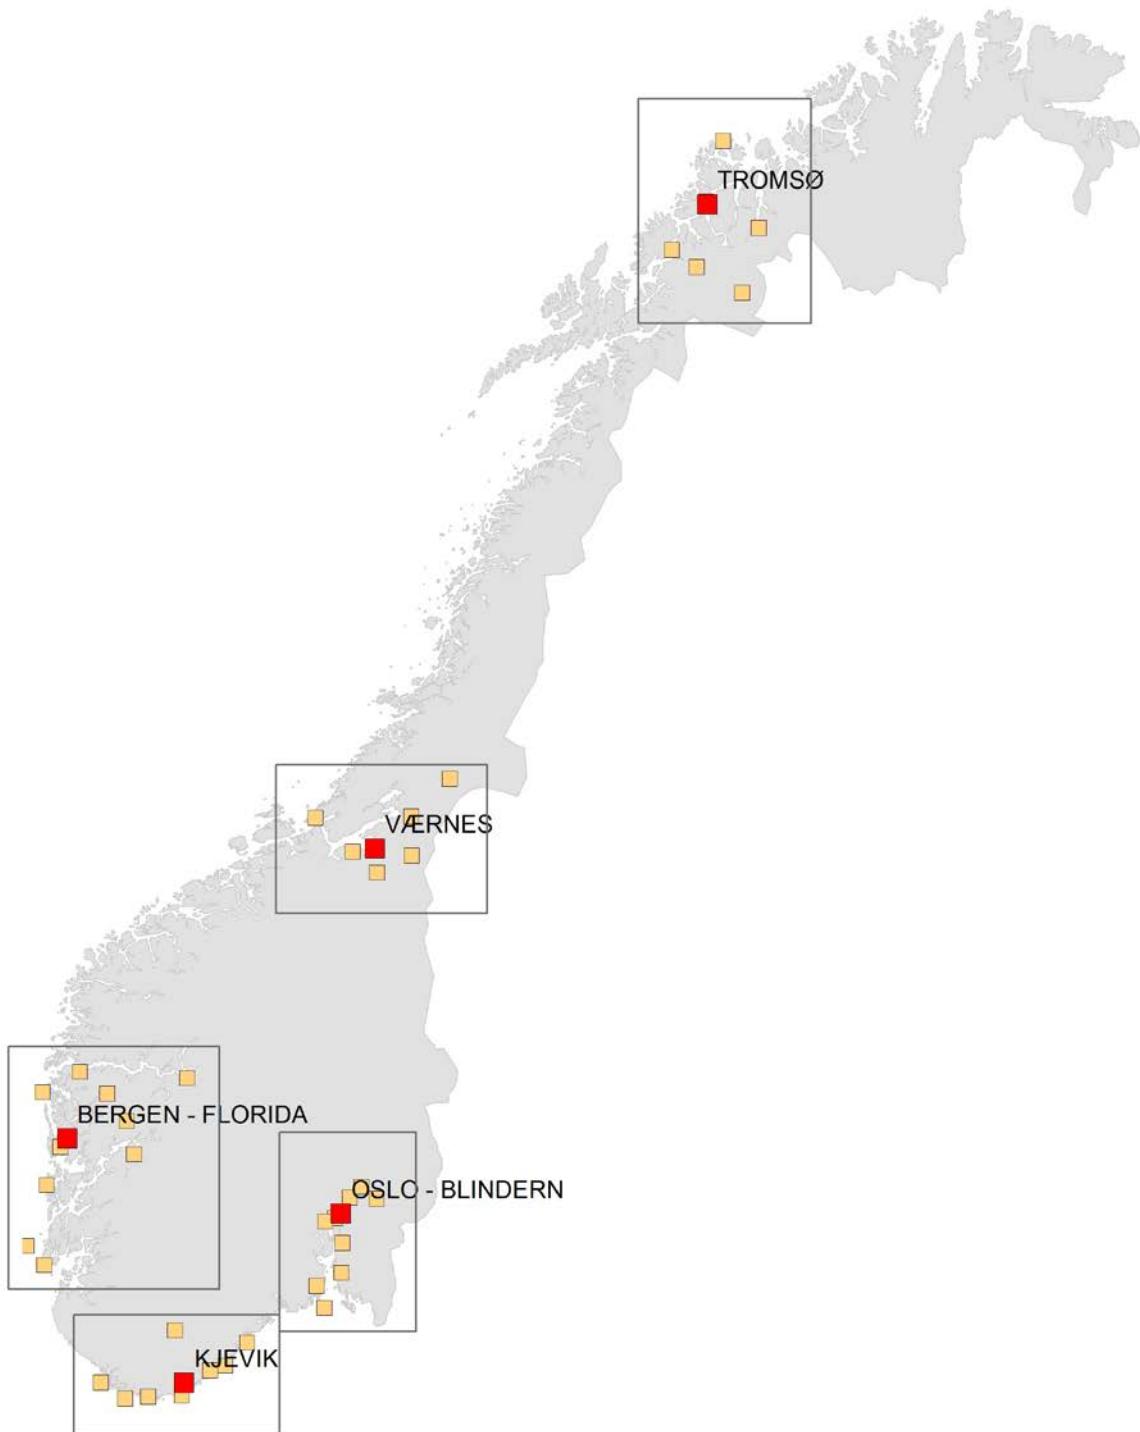 TROMSØ
VÆRNES
BERGEN - FLORIDA
OSLO - BLINDERN
KJEVIK